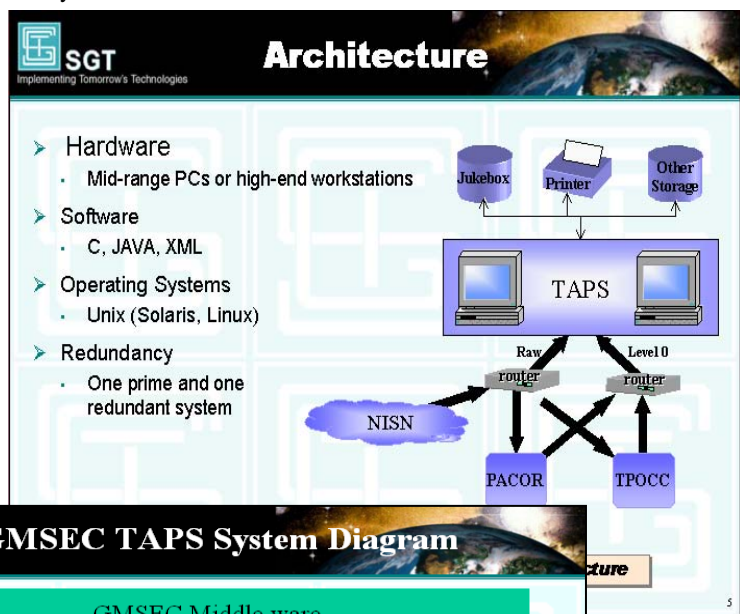 SGT
Implementing Tomorrow's Technologies
Architecture
Hardware
Mid-range PCs or high-end workstations
Software
C, JAVA, XML
Operating Systems
Unix (Solaris, Linux)
Redundancy
One prime and one
redundant system
Jukebox
Printer
Other
Storage
TAPS
Raw
Level 0
router
router
NISN
PACOR
TPOCC
5
GMSEC TAPS System Diagram
GMSEC Middle-ware